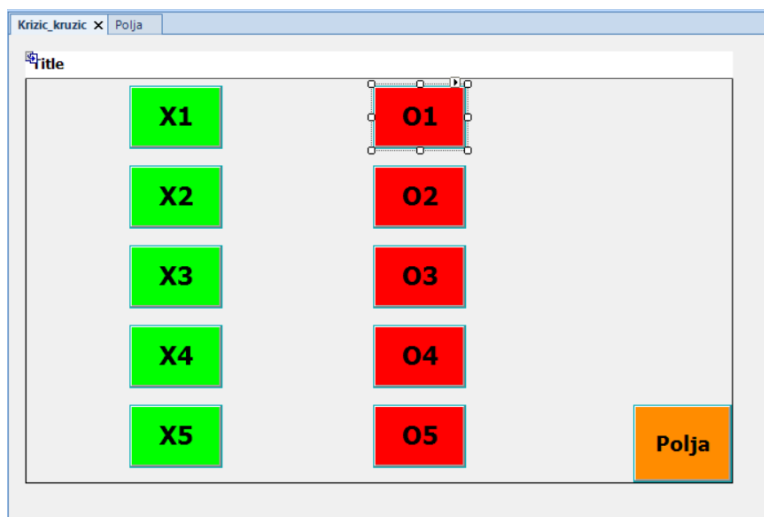 Krizic_kruzic X Polja
Title
X1 O1
X2 O2
X3 O3
X4 O4
X5 O5
Polja